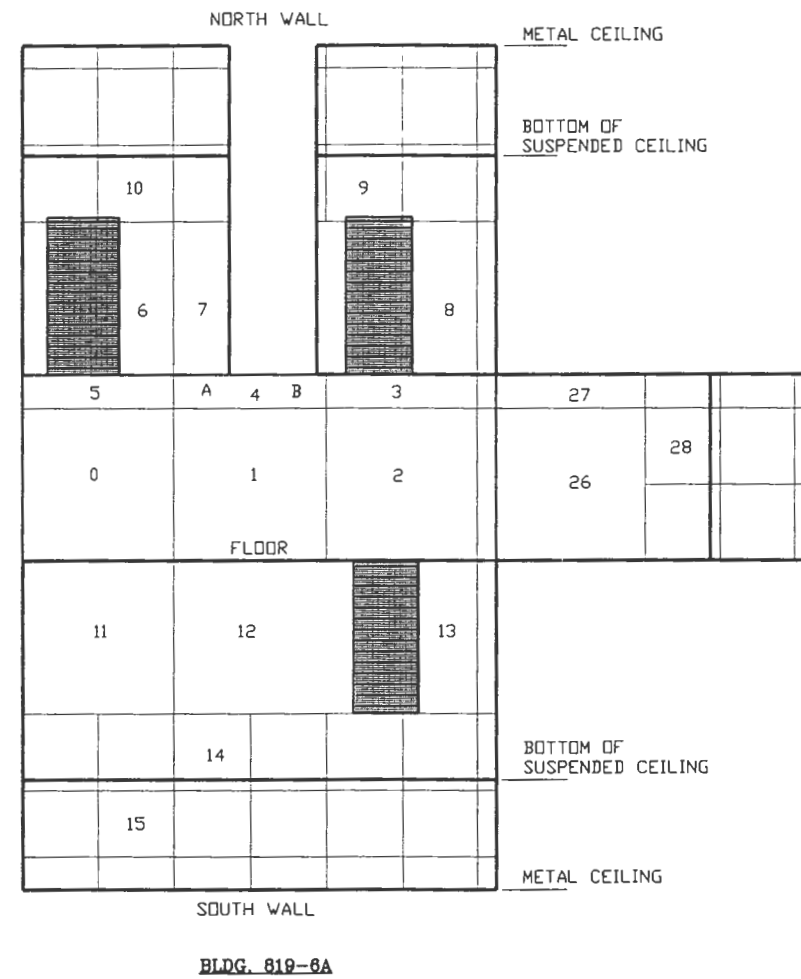 NORTH WALL
METAL CEILING
BOTTOM OF
SUSPENDED CEILING
10
9
6
7
8
5
A
4
B
3
27
0
1
2
26
28
FLOOR
11
12
13
14
BOTTOM OF
SUSPENDED CEILING
15
METAL CEILING
SOUTH WALL
BLDG. 819-6A